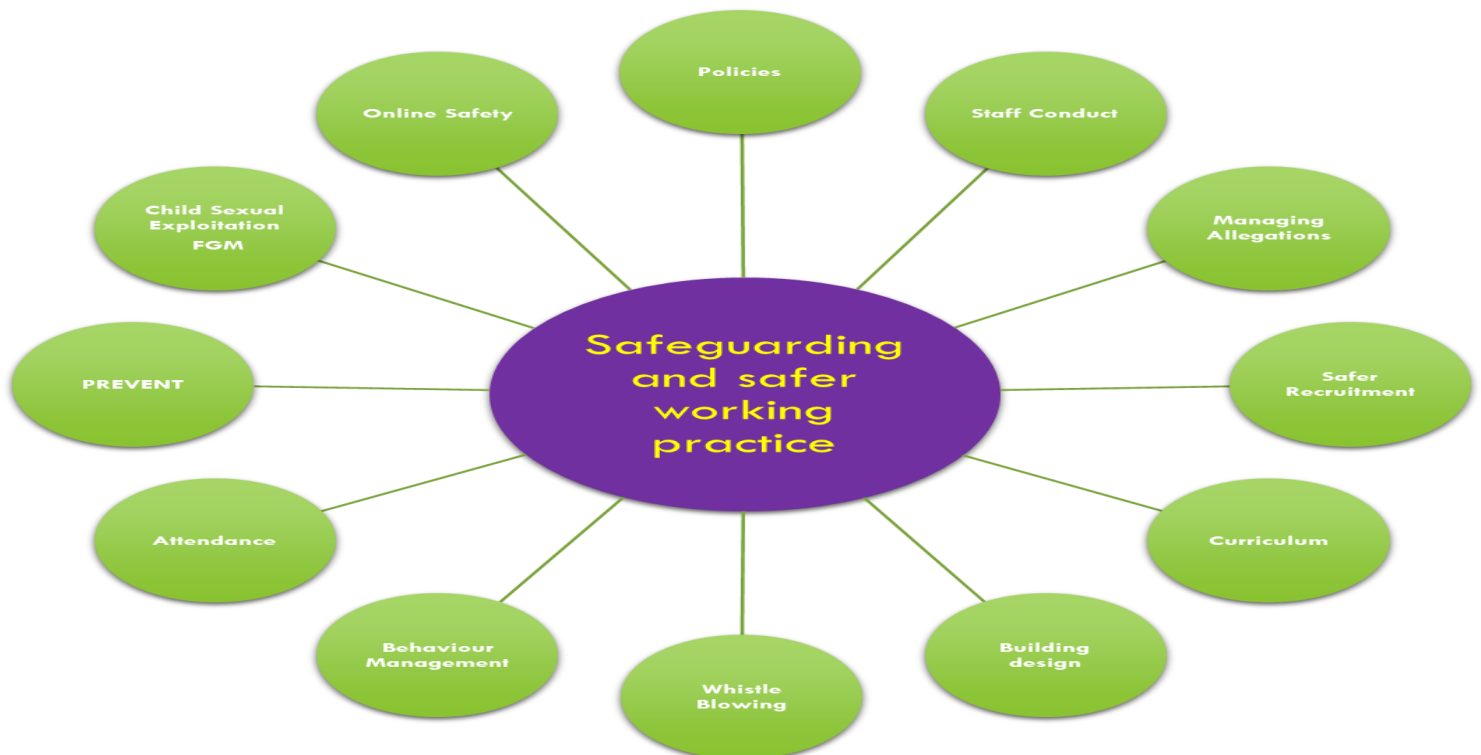 Policies
Staff Conduct
Managing
Allegations
Safer
Recruitment
Curriculum
Building
design
Whistle
Blowing
Behaviour
Management
Attendance
PREVENT
Child Sexual
Exploitation
FGM
Online Safety
Safeguarding
and safer
working
practice